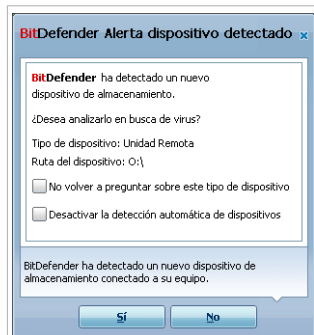 BitDefender Alerta dispositivo detectado x
BitDefender ha detectado un nuevo
dispositivo de almacenamiento.
¿Desea analizarlo en busca de virus?
Tipo de dispositivo: Unidad Remota
Ruta del dispositivo: O:\
No volver a preguntar sobre este tipo de dispositivo
Desactivar la detección automática de dispositivos
BitDefender ha detectado un nuevo dispositivo de
almacenamiento conectado a su equipo.
Sí No